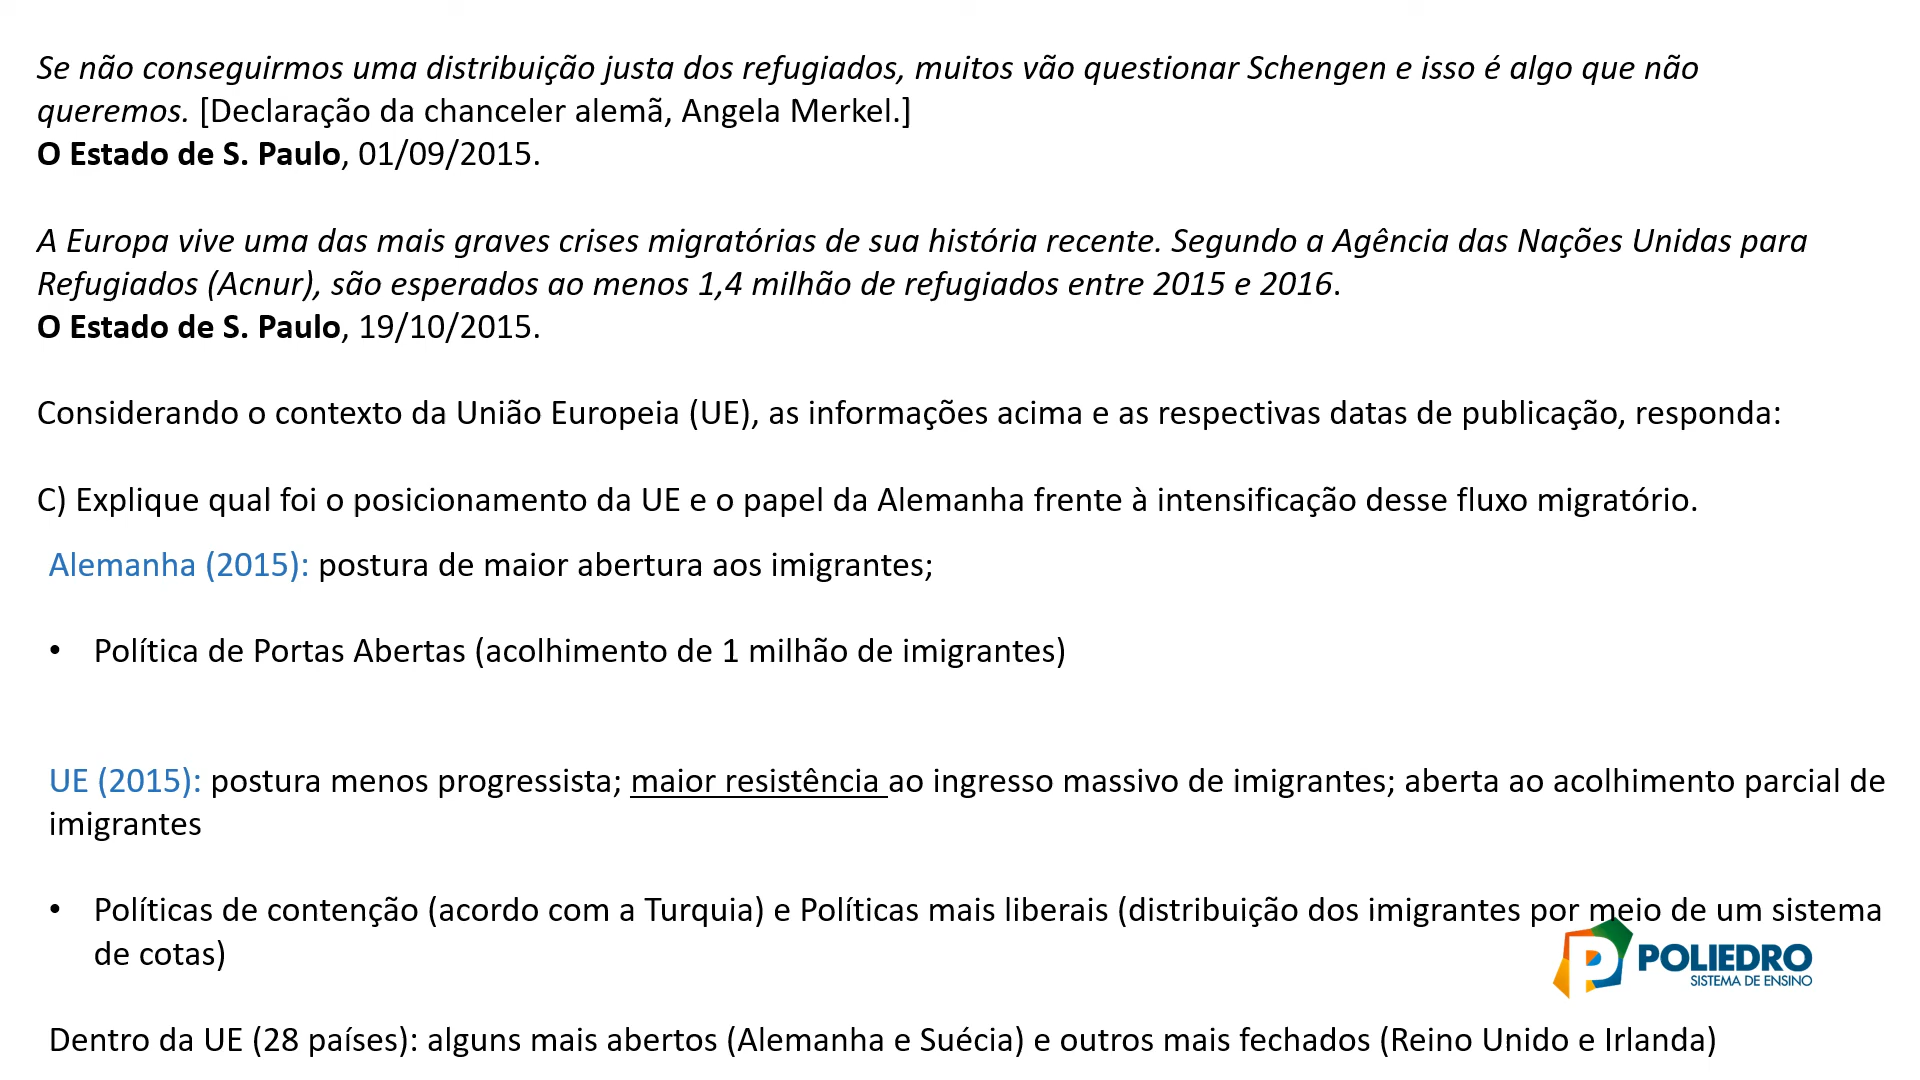 Se não conseguirmos uma distribuição justa dos refugiados, muitos vão questionar Schengen e isso é algo que não
queremos. [Declaração da chanceler alemã, Angela Merkel.]
O Estado de S. Paulo, 01/09/2015.
A Europa vive uma das mais graves crises migratórias de sua história recente. Segundo a Agência das Nações Unidas para
Refugiados (Acnur), são esperados ao menos 1,4 milhão de refugiados entre 2015 e 2016.
O Estado de S. Paulo, 19/10/2015.
Considerando o contexto da União Europeia (UE), as informações acima e as respectivas datas de publicação, responda:
C) Explique qual foi o posicionamento da UE e o papel da Alemanha frente à intensificação desse fluxo migratório.
Alemanha (2015): postura de maior abertura aos imigrantes;
• Política de Portas Abertas (acolhimento de 1 milhão de imigrantes)
UE (2015): postura menos progressista; maior resistência ao ingresso massivo de imigrantes; aberta ao acolhimento parcial de
imigrantes
• Políticas de contenção (acordo com a Turquia) e Políticas mais liberais (distribuição dos imigrantes por meio de um sistema
de cotas)
POLIEDRO
SISTEMA DE ENSINO
Dentro da UE (28 países): alguns mais abertos (Alemanha e Suécia) e outros mais fechados (Reino Unido e Irlanda)